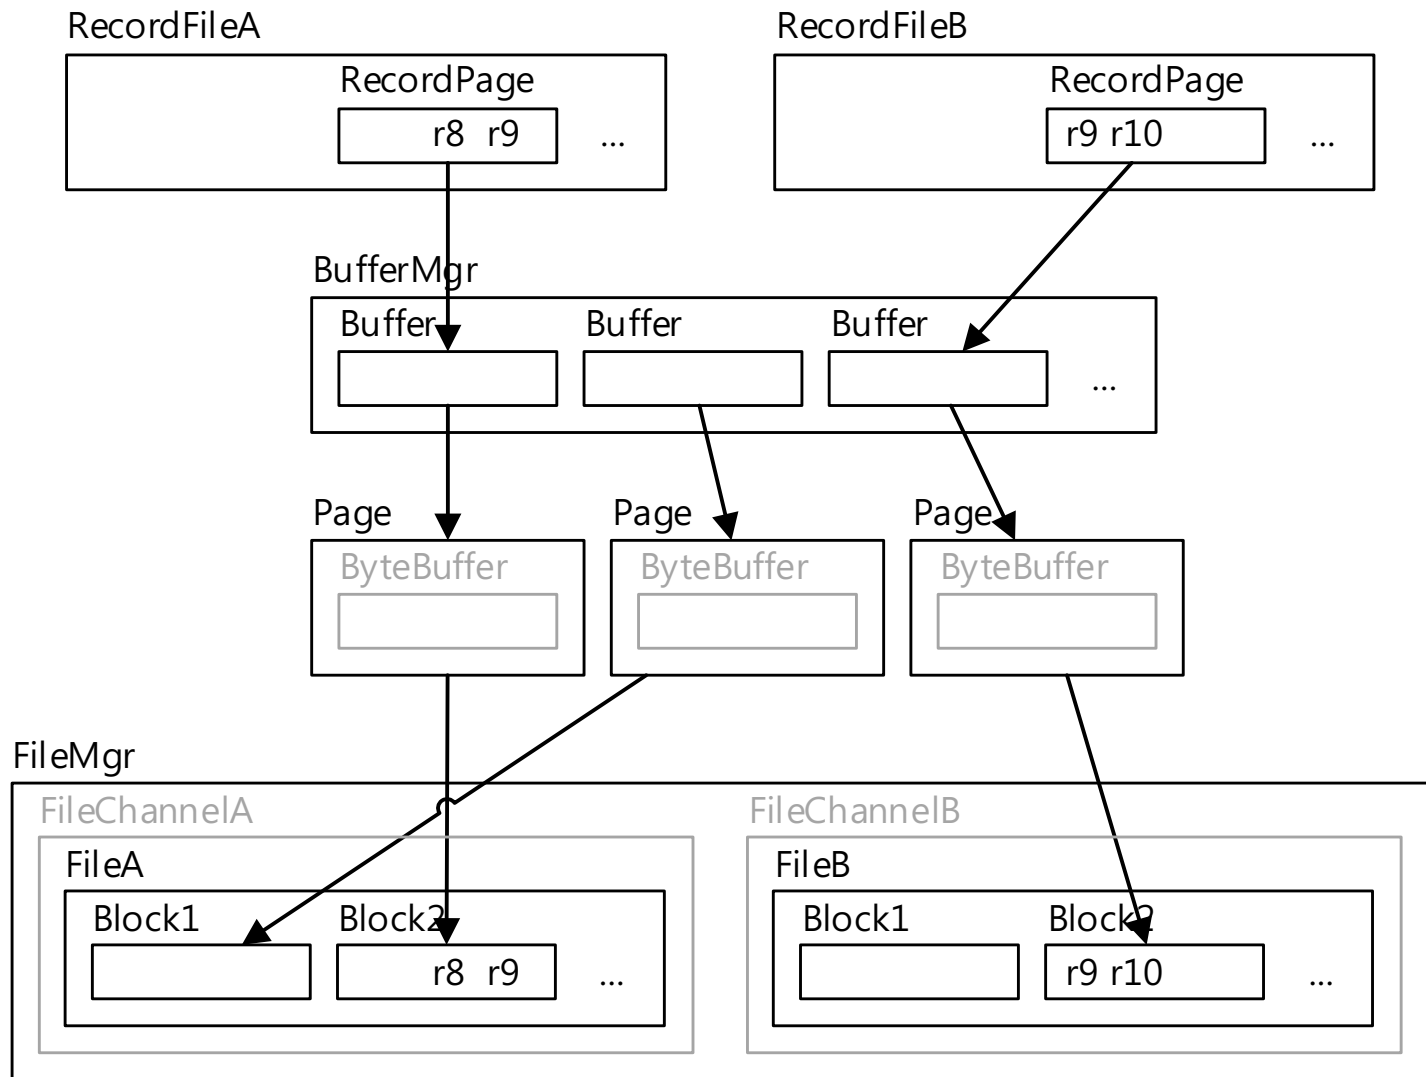 RecordFileA RecordFileB
RecordPage RecordPage
r8 r9 ... r9 r10 ...
BufferMgr
Buffer Buffer Buffer
...
Page Page Page
ByteBuffer ByteBuffer ByteBuffer
FileMgr
FileChannelA FileChannelB
FileA FileB
Block1 Block2 Block1 Block2
r8 r9 ... r9 r10 ...